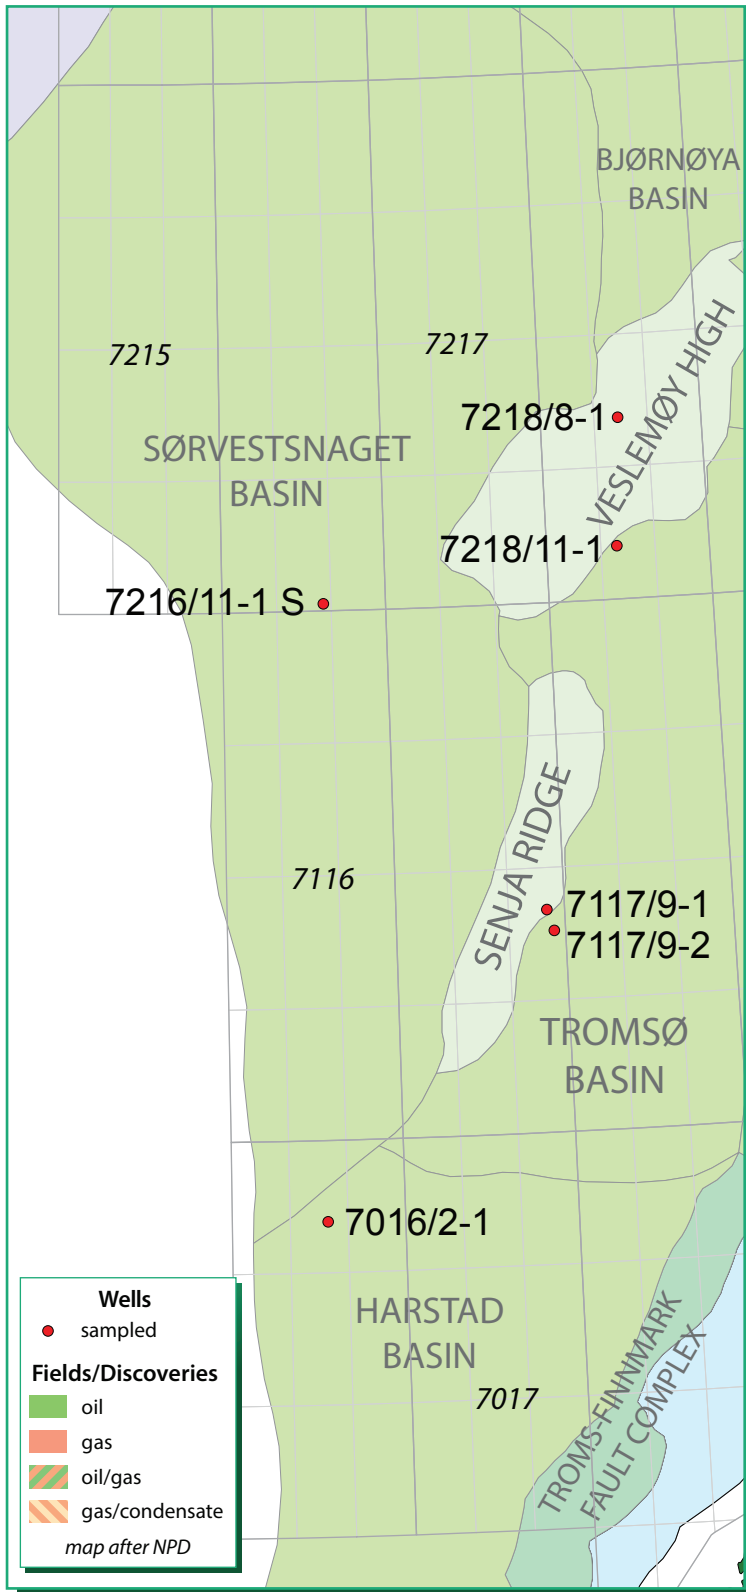 BJØRNØYA
BASIN
7215
7217
VESLEMØY HIGH
7218/8-1
SØRVESTSNAGET
BASIN
7218/11-1
7216/11-1 S
SENJA RIDGE
7116
7117/9-1
7117/9-2
TROMSØ
BASIN
7016/2-1
HARSTAD
BASIN
7017
TROMS-FINNMARK
FAULT COMPLEX
Wells
sampled
Fields/Discoveries
oil
gas
oil/gas
gas/condensate
map after NPD